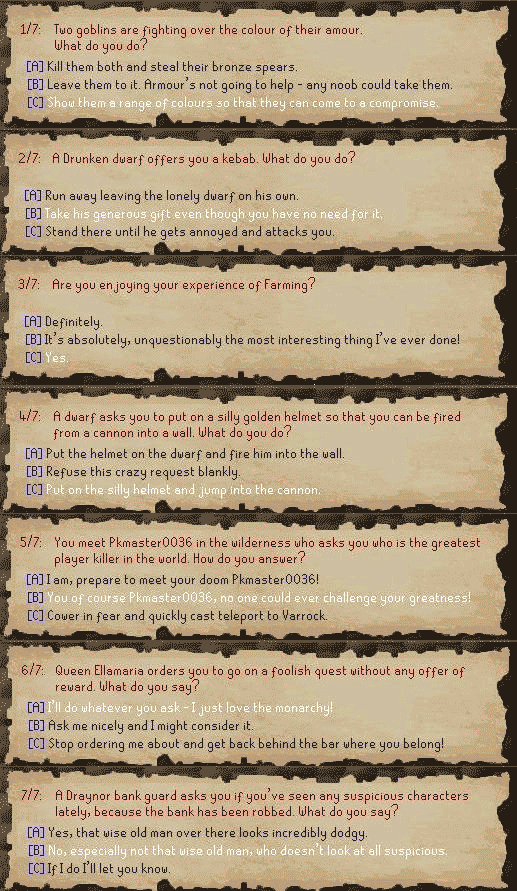 1/7: Two goblins are fighting over the colour of their amour.
What do you do?
[A] Kill them both and steal their bronze spears.
[B] Leave them to it. Armour's not going to help - any noob could take them.
[C] Show them a range of colours so that they can come to a compromise.
2/7: A Drunken dwarf offers you a kebab. What do you do?
[A] Run away leaving the lonely dwarf on his own.
[B] Take his generous gift even though you have no need for it.
[C] Stand there until he gets annoyed and attacks you.
3/7: Are you enjoying your experience of Farming?
[A] Definitely.
[B] It's absolutely, unquestionably the most interesting thing I've ever done!
[C] Yes.
4/7: A dwarf asks you to put on a silly golden helmet so that you can be fired
from a cannon into a wall. What do you do?
[A] Put the helmet on the dwarf and fire him into the wall.
[B] Refuse this crazy request blankly.
[C] Put on the silly helmet and jump into the cannon.
5/7: You meet Pkmaster0036 in the wilderness who asks you who is the greatest
player killer in the world. How do you answer?
[A] I am, prepare to meet your doom Pkmaster0036!
[B] You of course Pkmaster0036, no one could ever challenge your greatness!
[C] Cower in fear and quickly cast teleport to Varrock.
6/7: Queen Ellamaria orders you to go on a foolish quest without any offer of
reward. What do you say?
[A] I'll do whatever you ask - I just love the monarchy!
[B] Ask me nicely and I might consider it.
[C] Stop ordering me about and get back behind the bar where you belong!
7/7: A Draynor bank guard asks you if you've seen any suspicious characters
lately, because the bank has been robbed. What do you say?
[A] Yes, that wise old man over there looks incredibly dodgy.
[B] No, especially not that wise old man, who doesn't look at all suspicious.
[C] If I do I'll let you know.